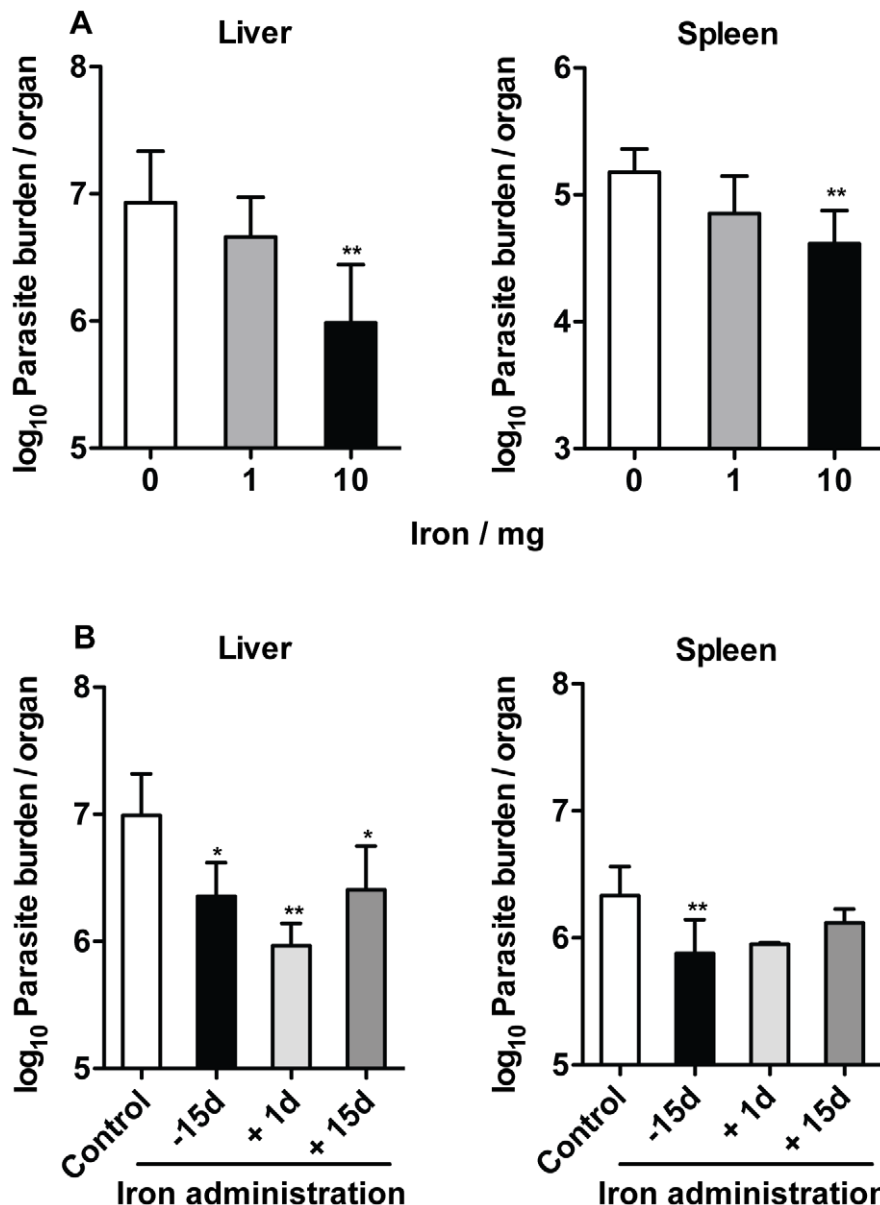 A
Liver
Spleen
log10 Parasite burden / organ
8
7
6
5
**
0 1 10
log10 Parasite burden / organ
6
5
4
3
**
0 1 10
Iron / mg
B
Liver
Spleen
log10 Parasite burden / organ
8
7
6
5
*
**
*
Control -15d + 1d + 15d
Iron administration
log10 Parasite burden / organ
8
7
6
5
**
Control -15d + 1d + 15d
Iron administration